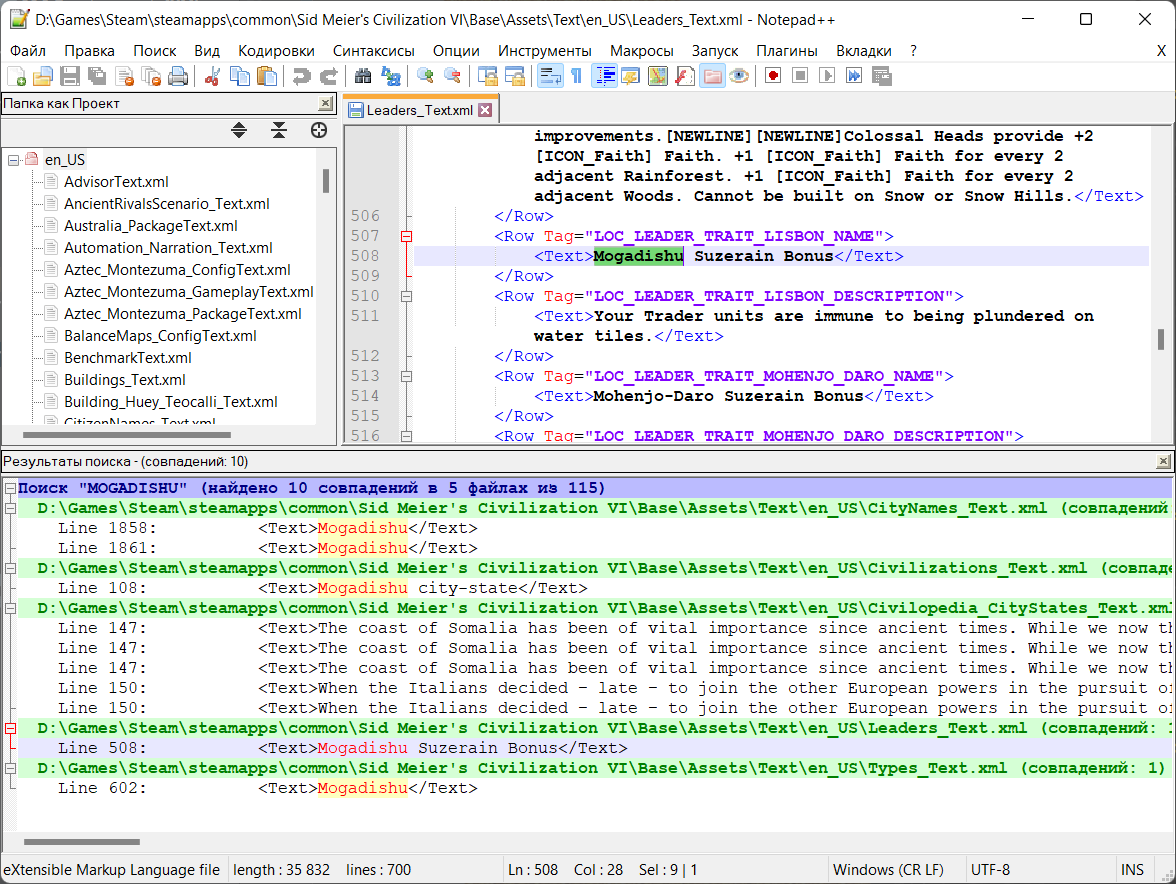 D:\Games\Steam\steamapps\common\Sid Meier's Civilization VI\Base\Assets\Text\en_US\Leaders_Text.xml - Notepad++
Файл Правка Поиск Вид Кодировки Синтаксисы Опции Инструменты Макросы Запуск Плагины Вкладки ? X
Папка как Проект
en_US
AdvisorText.xml
AncientRivalsScenario_Text.xml
Australia_PackageText.xml
Automation_Narration_Text.xml
Aztec_Montezuma_ConfigText.xml
Aztec_Montezuma_GameplayText.xml
Aztec_Montezuma_PackageText.xml
BalanceMaps_ConfigText.xml
BenchmarkText.xml
Buildings_Text.xml
Building_Huey_Teocalli_Text.xml
CitizenNames_Text.xml
Leaders_Text.xml
improvements.[NEWLINE][NEWLINE]Colossal Heads provide +2
[ICON_Faith] Faith. +1 [ICON_Faith] Faith for every 2
adjacent Rainforest. +1 [ICON_Faith] Faith for every 2
adjacent Woods. Cannot be built on Snow or Snow Hills.</Text>
506 </Row>
507 <Row Tag="LOC_LEADER_TRAIT_LISBON_NAME">
508 <Text>Mogadishu Suzerain Bonus</Text>
509 </Row>
510 <Row Tag="LOC_LEADER_TRAIT_LISBON_DESCRIPTION">
511 <Text>Your Trader units are immune to being plundered on
water tiles.</Text>
512 </Row>
513 <Row Tag="LOC_LEADER_TRAIT_MOHENJO_DARO_NAME">
514 <Text>Mohenjo-Daro Suzerain Bonus</Text>
515 </Row>
516 <Row Tag="LOC_LEADER_TRAIT_MOHENJO_DARO_DESCRIPTION">
Результаты поиска - (совпадений: 10)
Поиск "MOGADISHU" (найдено 10 совпадений в 5 файлах из 115)
D:\Games\Steam\steamapps\common\Sid Meier's Civilization VI\Base\Assets\Text\en_US\CityNames_Text.xml (совпадений
Line 1858: <Text>Mogadishu</Text>
Line 1861: <Text>Mogadishu</Text>
D:\Games\Steam\steamapps\common\Sid Meier's Civilization VI\Base\Assets\Text\en_US\Civilizations_Text.xml (совпаде
Line 108: <Text>Mogadishu city-state</Text>
D:\Games\Steam\steamapps\common\Sid Meier's Civilization VI\Base\Assets\Text\en_US\Civilopedia_CityStates_Text.xml
Line 147: <Text>The coast of Somalia has been of vital importance since ancient times. While we now th
Line 147: <Text>The coast of Somalia has been of vital importance since ancient times. While we now th
Line 147: <Text>The coast of Somalia has been of vital importance since ancient times. While we now th
Line 150: <Text>When the Italians decided – late – to join the other European powers in the pursuit of
Line 150: <Text>When the Italians decided – late – to join the other European powers in the pursuit of
D:\Games\Steam\steamapps\common\Sid Meier's Civilization VI\Base\Assets\Text\en_US\Leaders_Text.xml (совпадений: 1
Line 508: <Text>Mogadishu Suzerain Bonus</Text>
D:\Games\Steam\steamapps\common\Sid Meier's Civilization VI\Base\Assets\Text\en_US\Types_Text.xml (совпадений: 1)
Line 602: <Text>Mogadishu</Text>
eXtensible Markup Language file length : 35 832 lines : 700 Ln : 508 Col : 28 Sel : 9 | 1 Windows (CR LF) UTF-8 INS